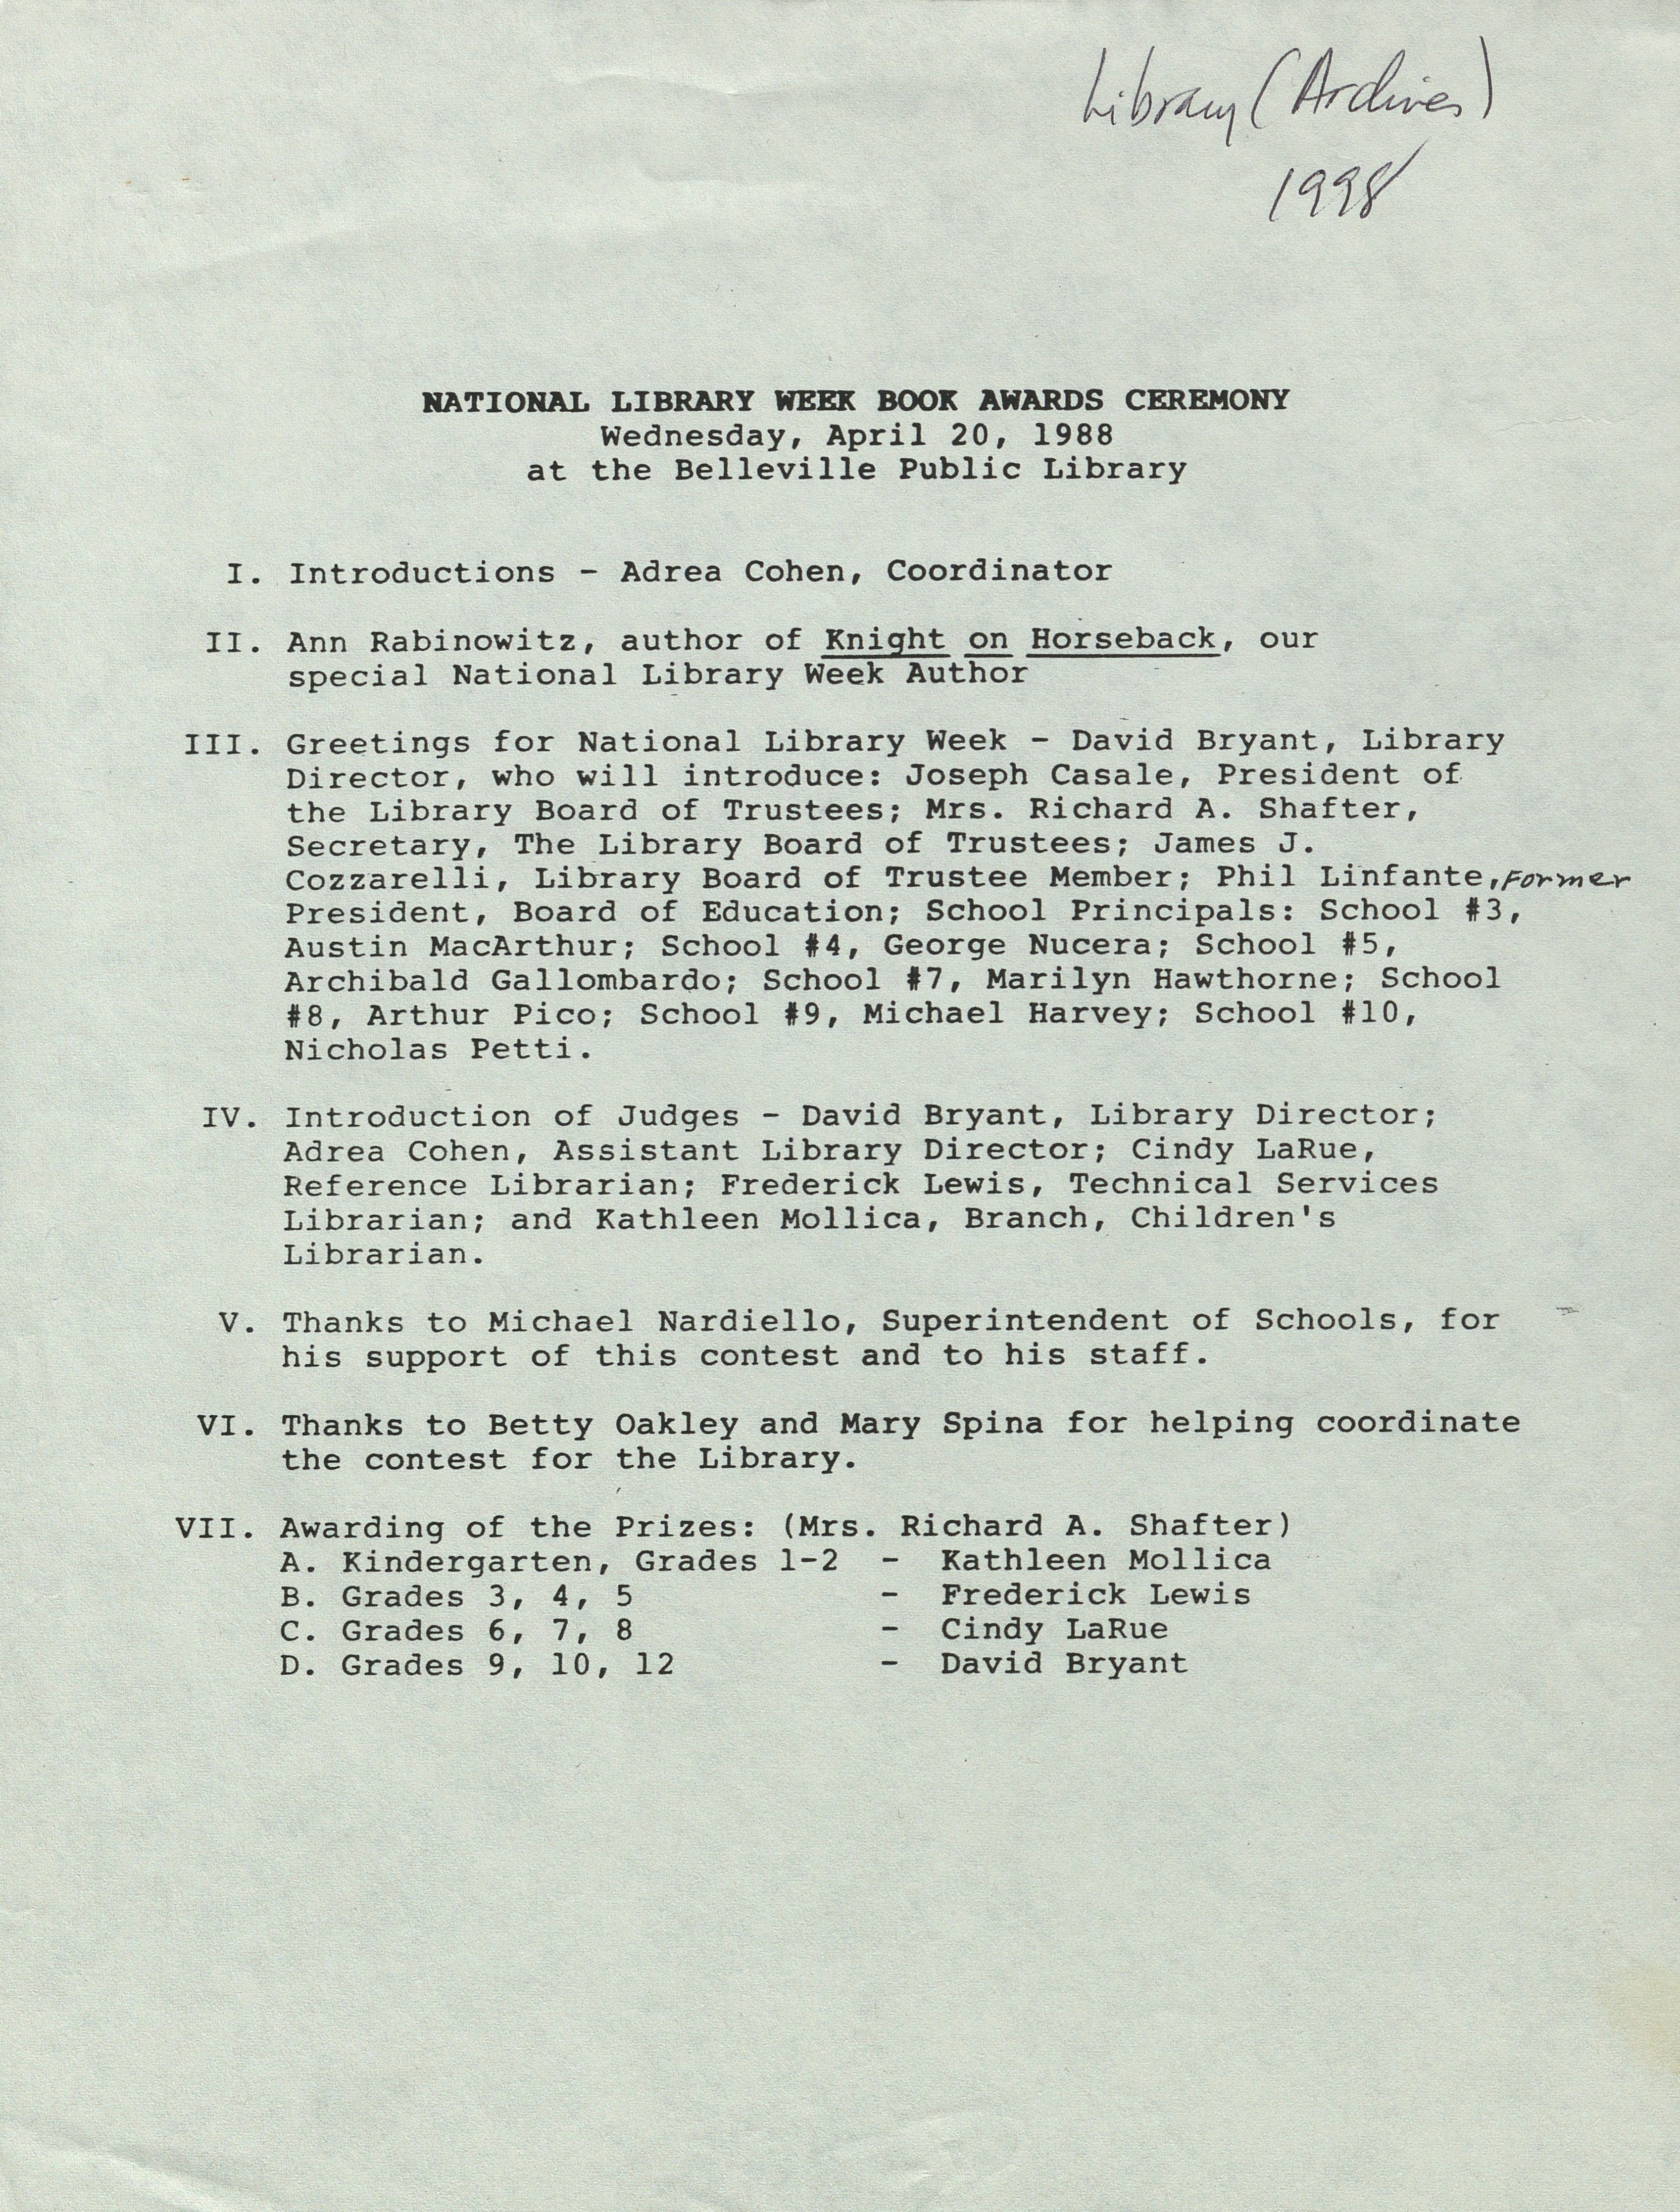 Library (Archives)
1998
NATIONAL LIBRARY WEEK BOOK AWARDS CEREMONY
Wednesday, April 20, 1988
at the Belleville Public Library
I. Introductions - Adrea Cohen, Coordinator
II. Ann Rabinowitz, author of Knight on Horseback, our
special National Library Week Author
III. Greetings for National Library Week - David Bryant, Library
Director, who will introduce: Joseph Casale, President of
the Library Board of Trustees; Mrs. Richard A. Shafter,
Secretary, The Library Board of Trustees; James J.
Cozzarelli, Library Board of Trustee Member; Phil Linfante, Former
President, Board of Education; School Principals: School #3,
Austin MacArthur; School #4, George Nucera; School #5,
Archibald Gallombardo; School #7, Marilyn Hawthorne; School
#8, Arthur Pico; School #9, Michael Harvey; School #10,
Nicholas Petti.
IV. Introduction of Judges - David Bryant, Library Director;
Adrea Cohen, Assistant Library Director; Cindy LaRue,
Reference Librarian; Frederick Lewis, Technical Services
Librarian; and Kathleen Mollica, Branch, Children's
Librarian.
V. Thanks to Michael Nardiello, Superintendent of Schools, for
his support of this contest and to his staff.
VI. Thanks to Betty Oakley and Mary Spina for helping coordinate
the contest for the Library.
VII. Awarding of the Prizes: (Mrs. Richard A. Shafter)
A. Kindergarten, Grades 1-2 - Kathleen Mollica
B. Grades 3, 4, 5 - Frederick Lewis
C. Grades 6, 7, 8 - Cindy LaRue
D. Grades 9, 10, 12 - David Bryant